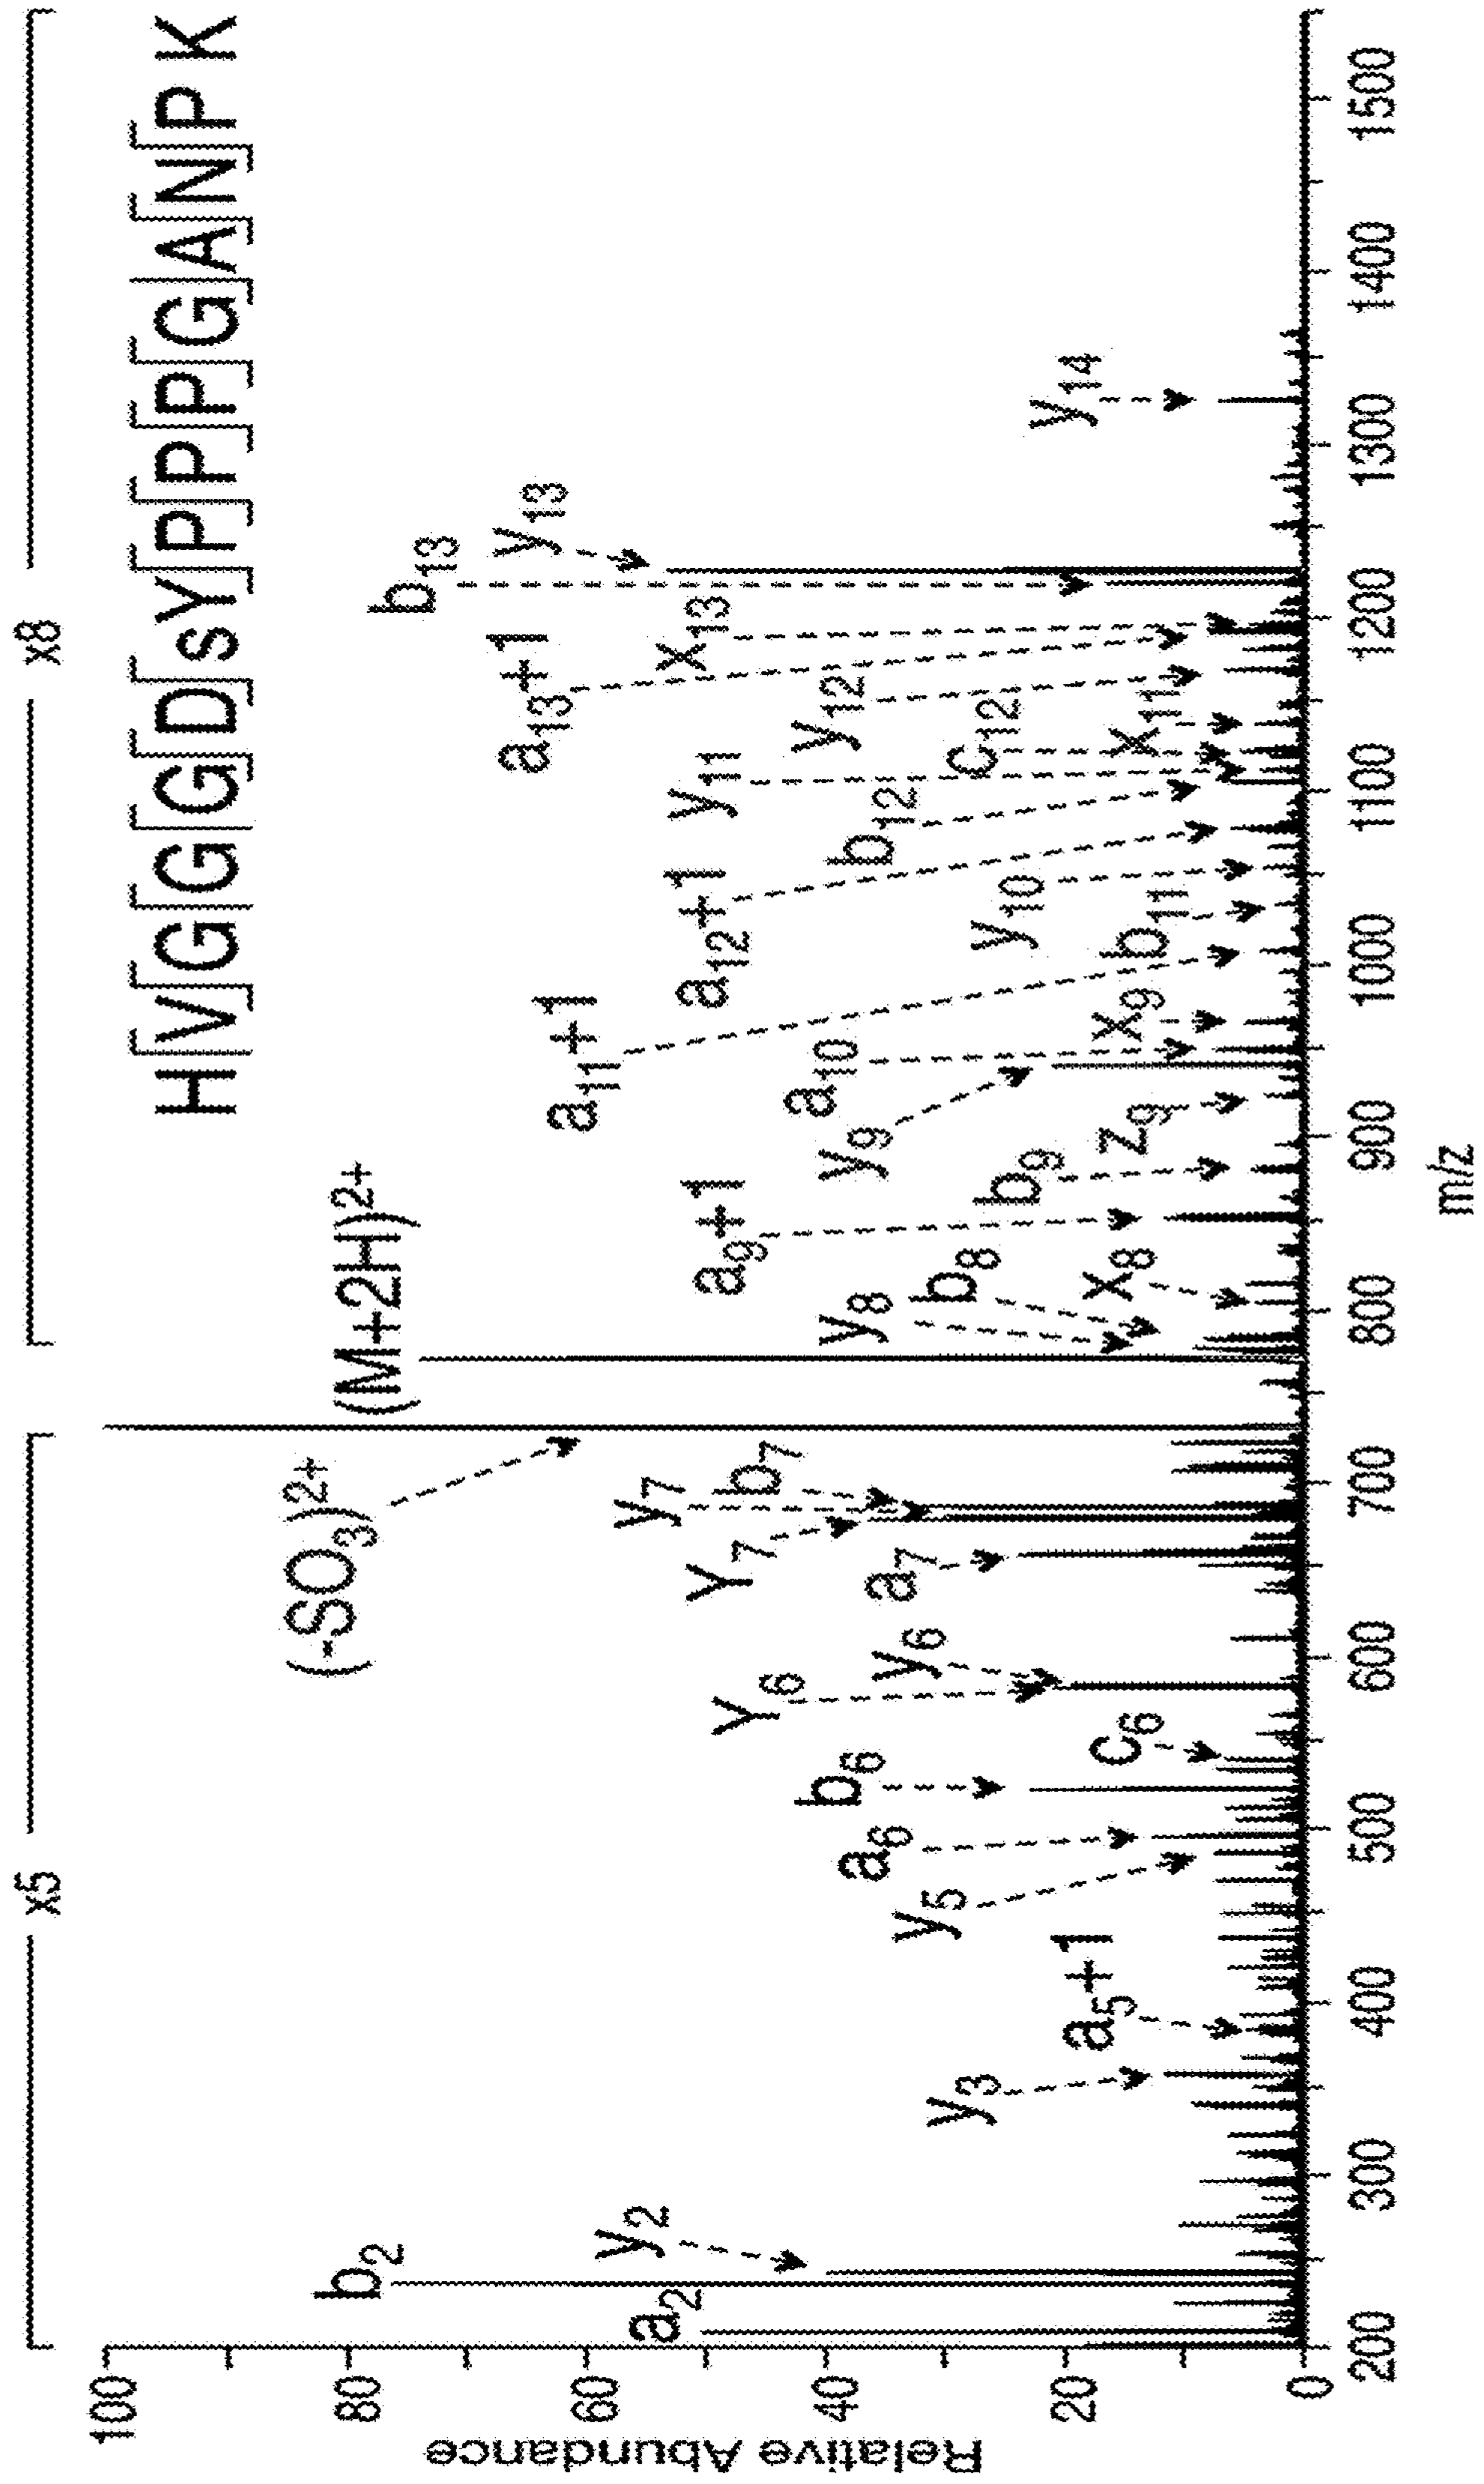 x5
x8
HVGGGDsYPPPGANPK
(-SO₃)²⁺
(M+2H)²⁺
b₂
y₂
a₂
y₃
a₅+1
y₅
a₆
b₆
c₆
Y₆
y₆
a₇
Y₇
y₇
b₇
y₈
b₈
x₈
a₉+1
b₉
z₉
y₉
a₁₀
x₉
a₁₁+1
b₁₁
y₁₀
a₁₂+1
b₁₂
y₁₁
c₁₂
x₁₁
y₁₂
a₁₃+1
x₁₃
b₁₃
y₁₃
y₁₄
Relative Abundance
100
80
60
40
20
0
200 300 400 500 600 700 800 900 1000 1100 1200 1300 1400 1500
m/z